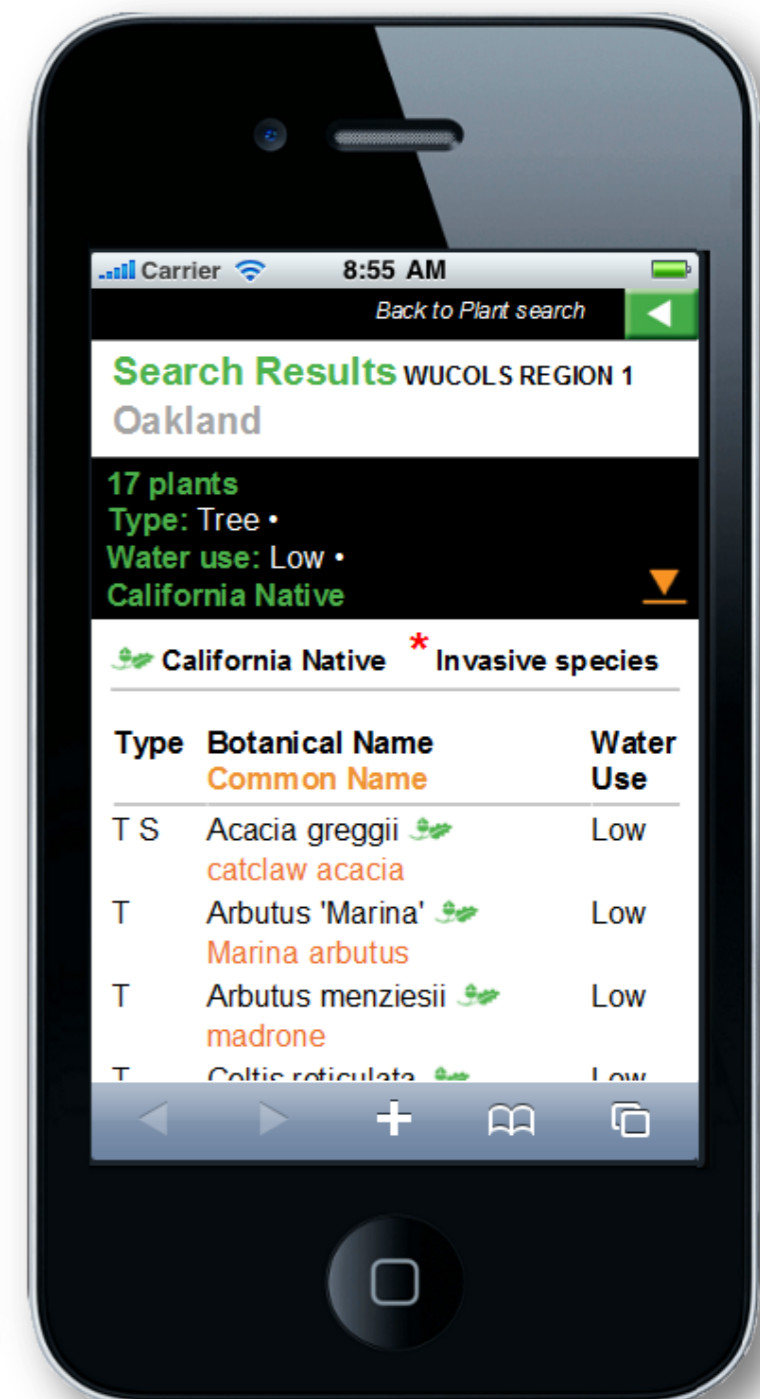 Carrier 8:55 AM
Back to Plant search
Search Results WUCOLS REGION 1
Oakland
17 plants
Type: Tree •
Water use: Low •
California Native
California Native * Invasive species
Type Botanical Name Water
Common Name Use
T S Acacia greggii Low
catclaw acacia
T Arbutus 'Marina' Low
Marina arbutus
T Arbutus menziesii Low
madrone
T Celtis reticulata Low